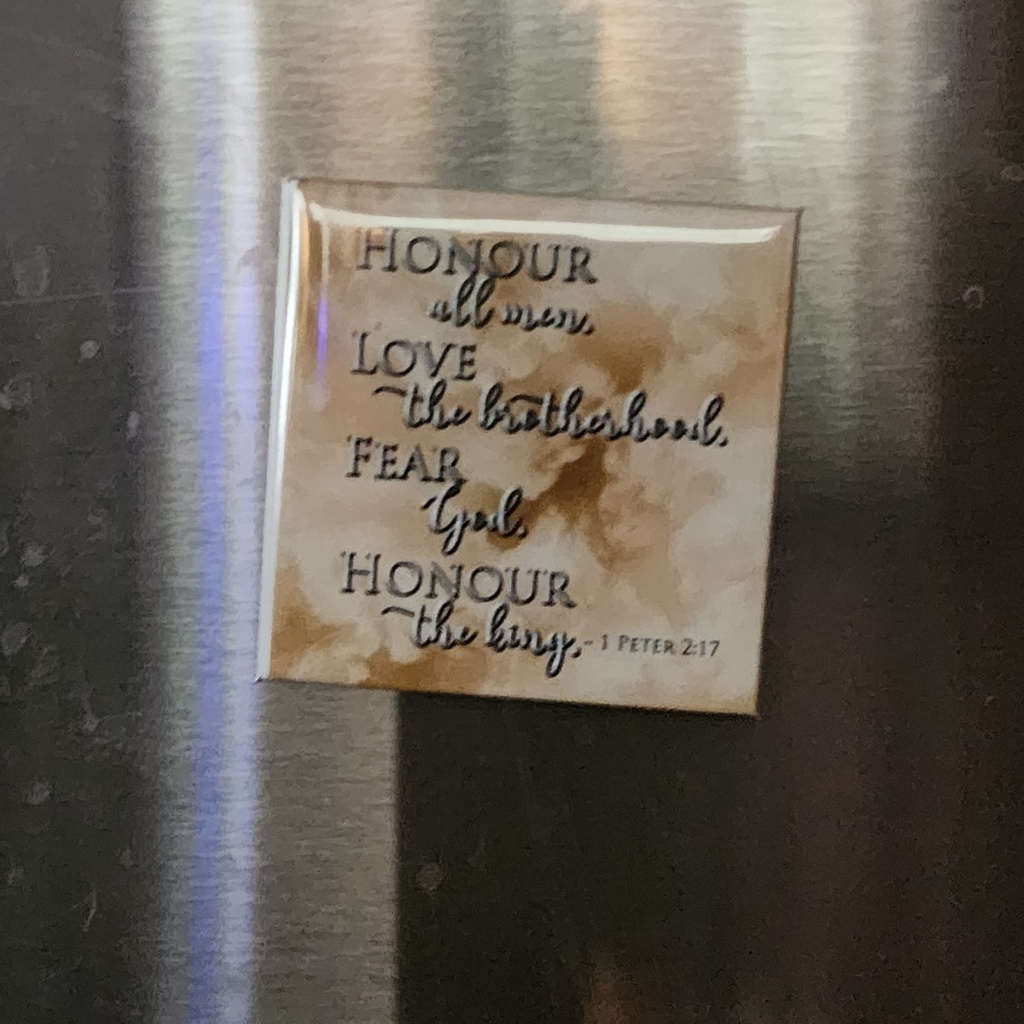 HONOUR
all men.
LOVE
the brotherhood.
FEAR
God.
HONOUR
the king. - 1 PETER 2:17